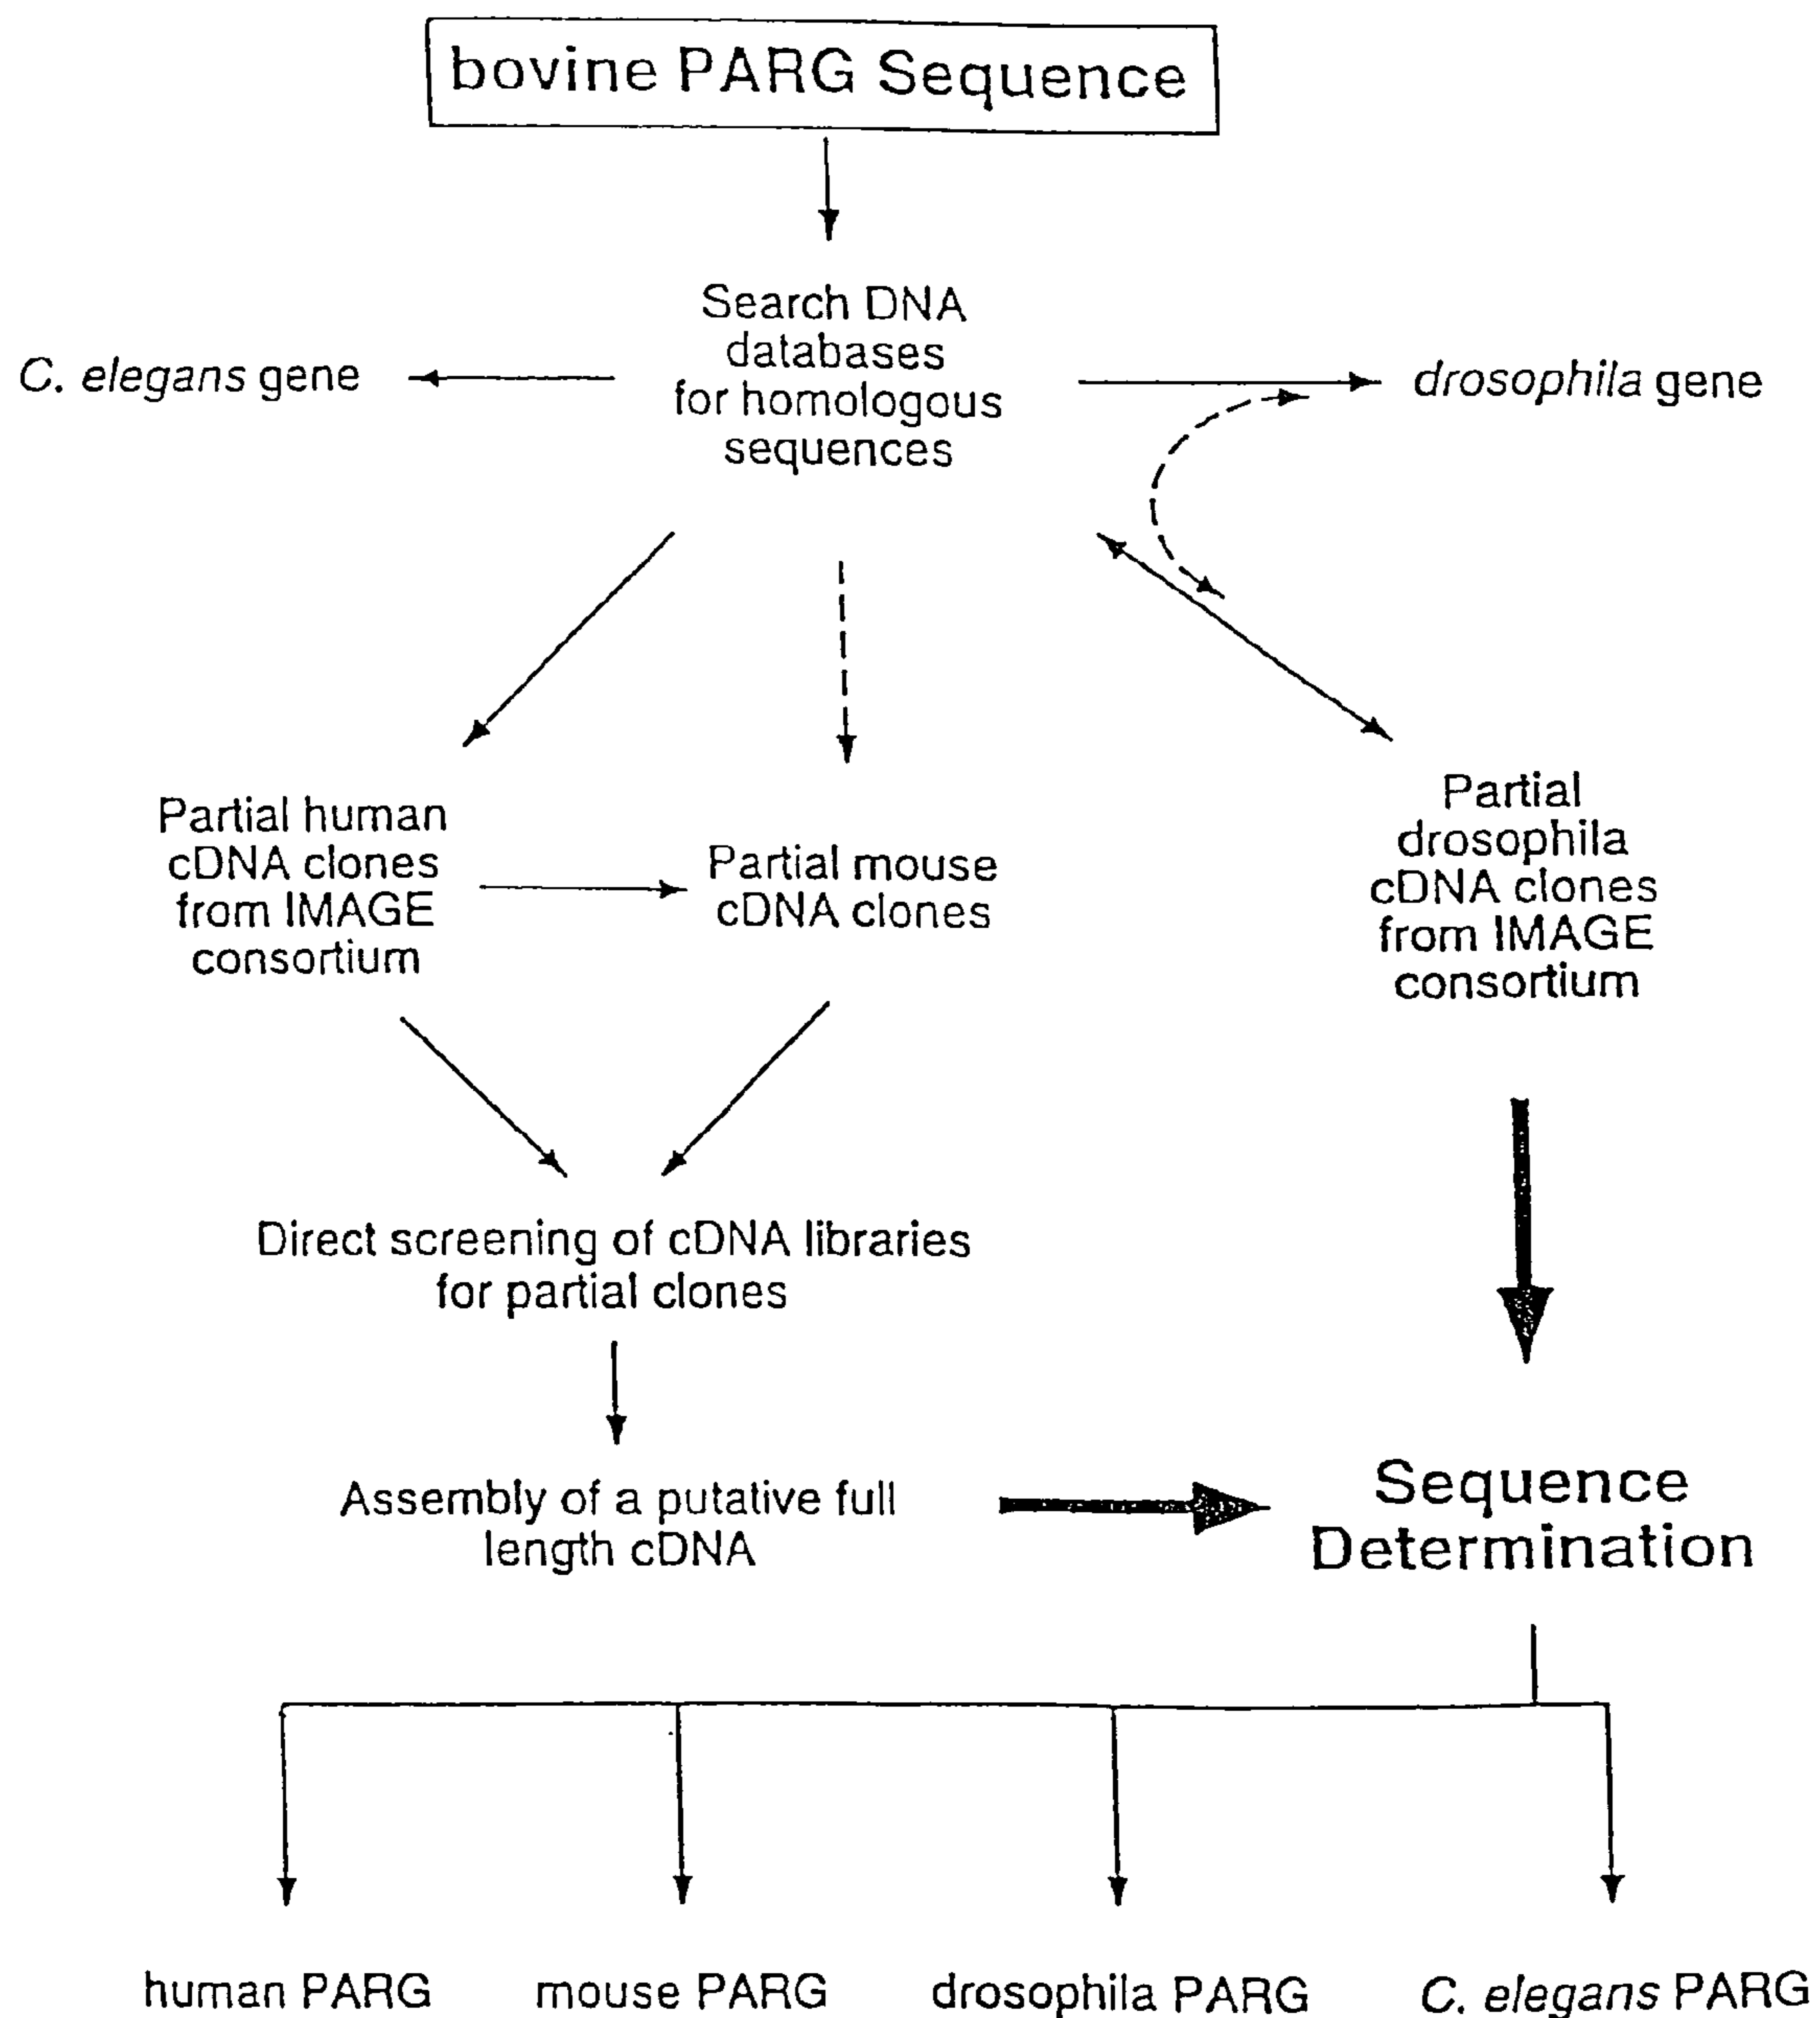 bovine PARG Sequence
Search DNA
databases
for homologous
sequences
C. elegans gene
drosophila gene
Partial human
cDNA clones
from IMAGE
consortium
Partial mouse
cDNA clones
Partial
drosophila
cDNA clones
from IMAGE
consortium
Direct screening of cDNA libraries
for partial clones
Assembly of a putative full
length cDNA
Sequence
Determination
human PARG
mouse PARG
drosophila PARG
C. elegans PARG